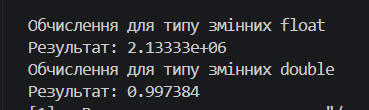 Обчислення для типу змінних float
Результат: 2.13333e+06
Обчислення для типу змінних double
Результат: 0.997384